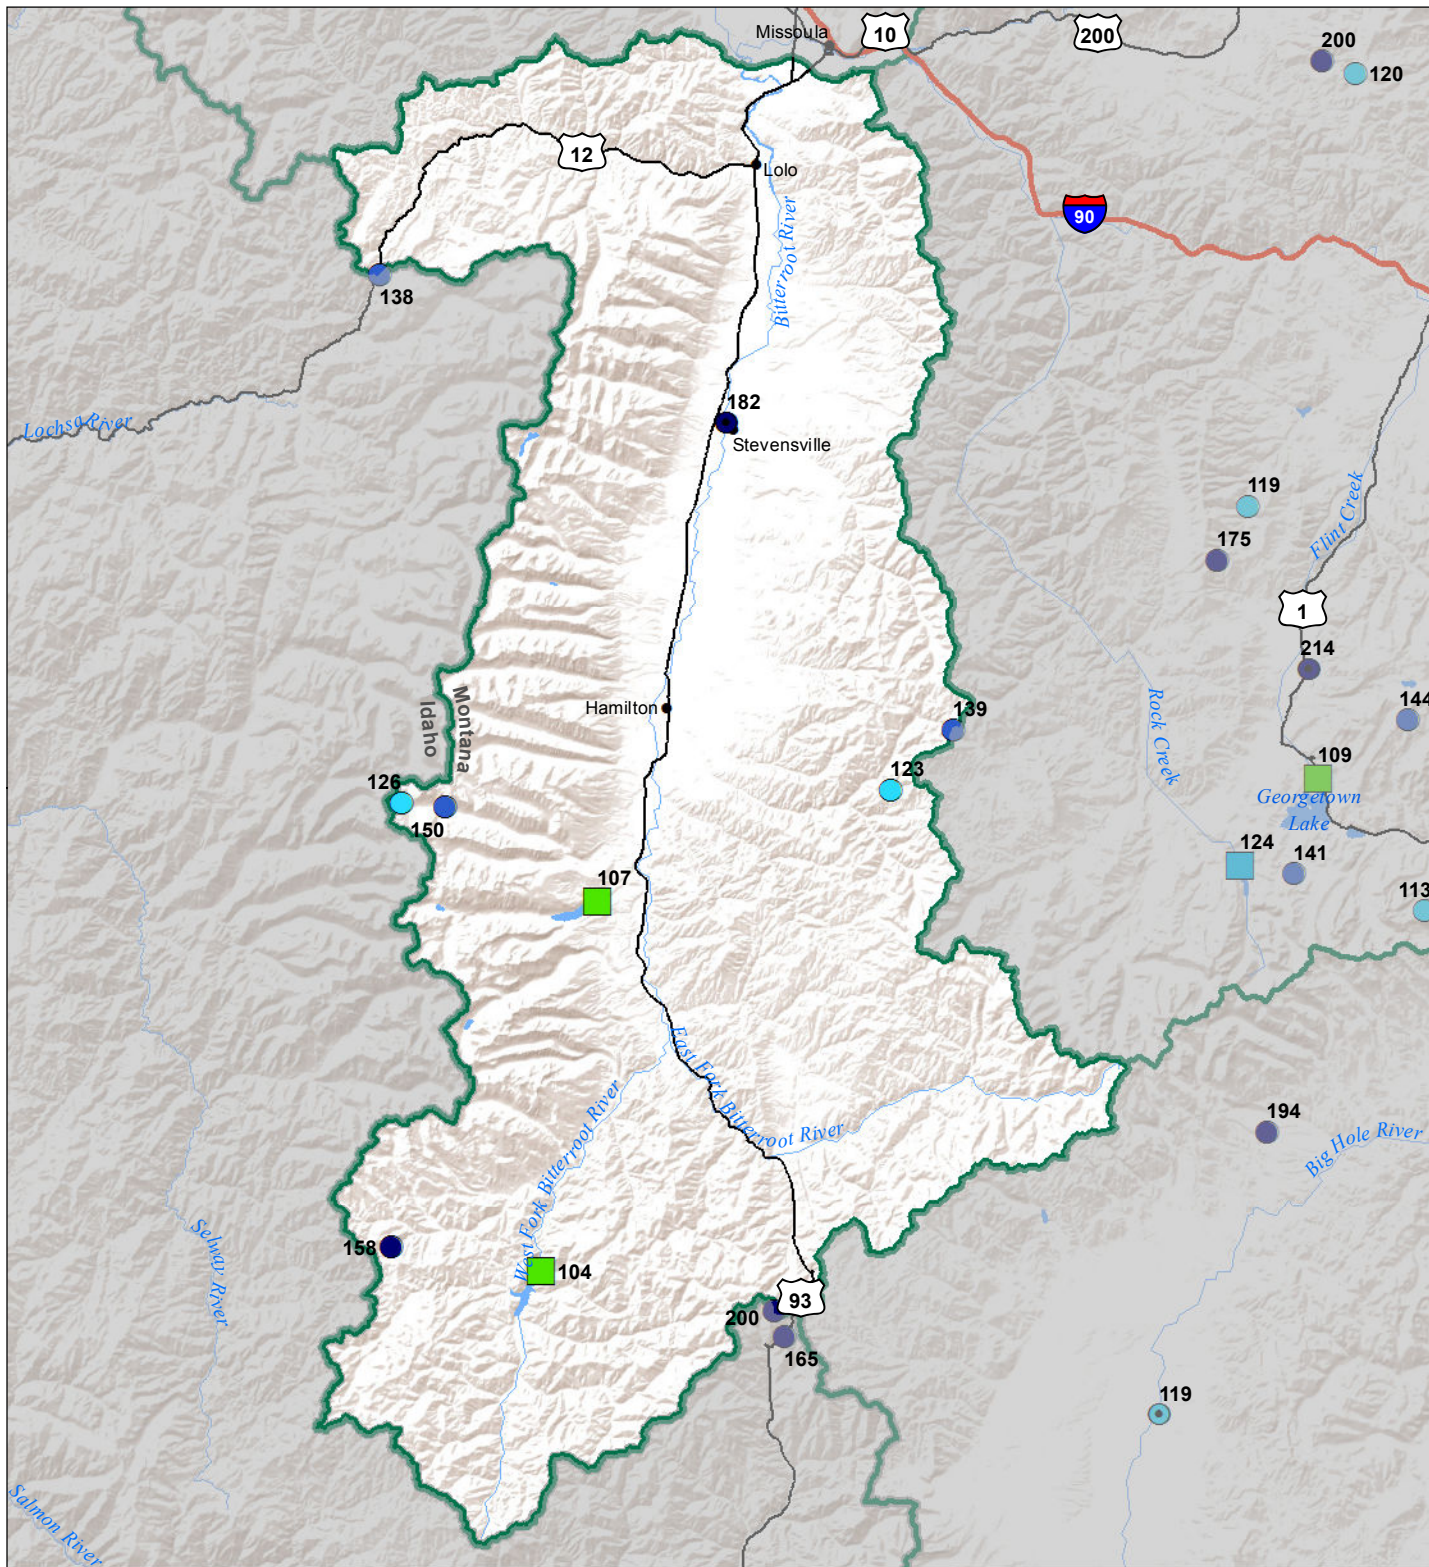 Missoula
10
200
200
120
12
Lolo
90
Bitterroot River
138
Lochsa River
182
Stevensville
119
175
Flint Creek
1
214
Montana
Idaho
Hamilton
139
144
Rock Creek
109
126
150
123
Georgetown
Lake
124
141
107
113
East Fork Bitterroot River
West Fork Bitterroot River
194
Big Hole River
Selway River
158
104
93
200
165
119
Salmon River